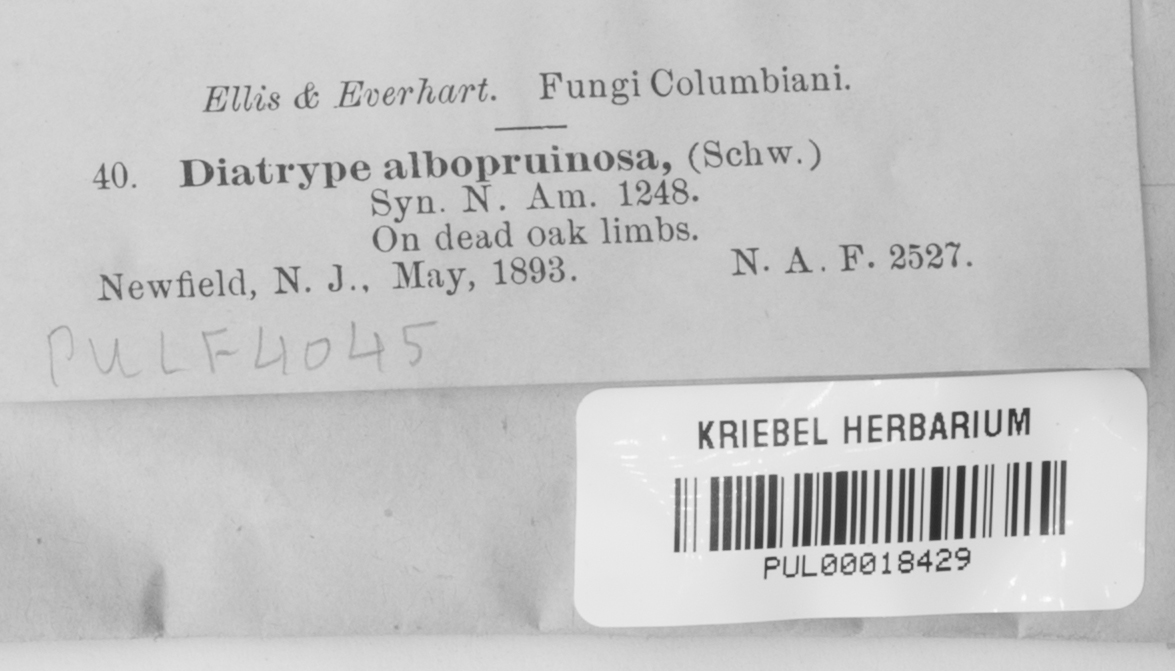 Ellis & Everhart. Fungi Columbiani.
40. Diatrype albopruinosa, (Schw.)
Syn. N. Am. 1248.
On dead oak limbs.
Newfield, N. J., May, 1893. N. A. F. 2527.
PULF4045
KRIEBEL HERBARIUM
PUL00018429